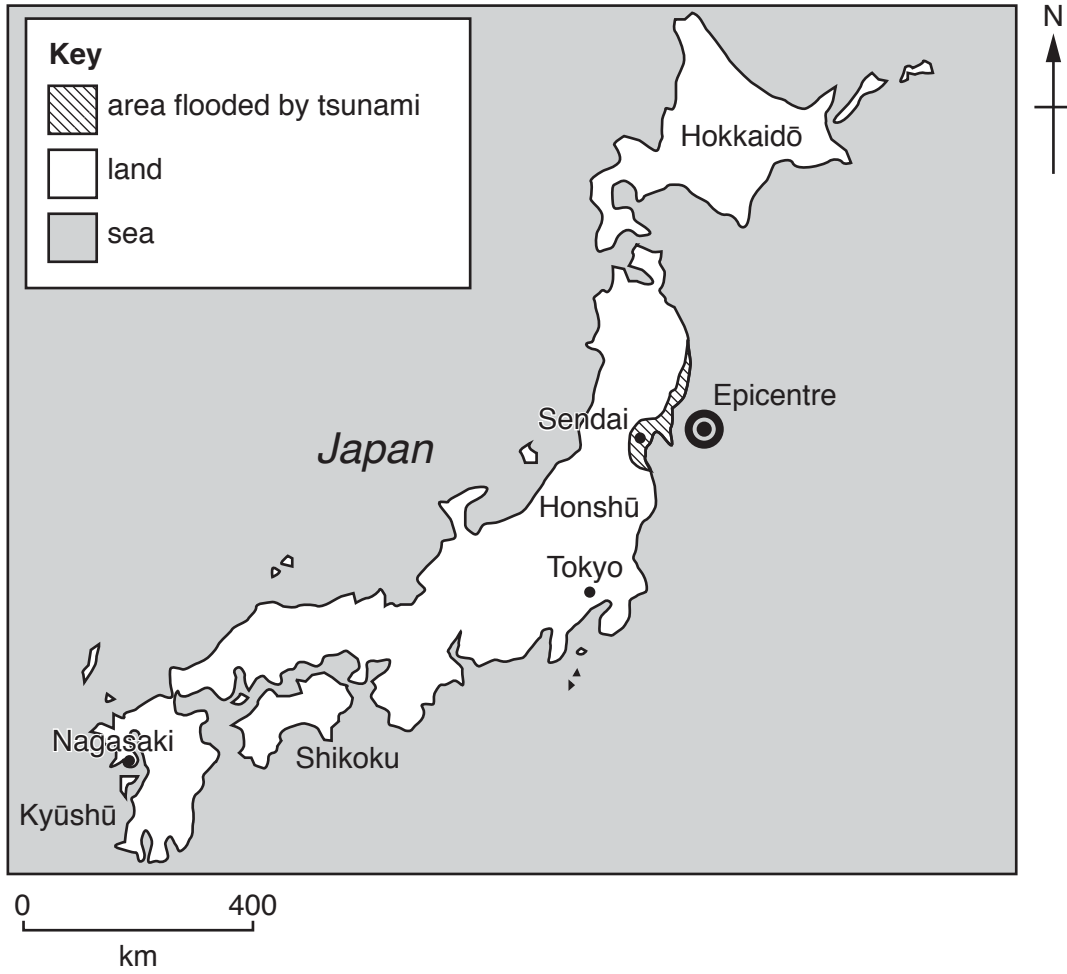 N
Key
area flooded by tsunami
land
sea
Hokkaidō
Epicentre
Sendai
Japan
Honshū
Tokyo
Nagasaki
Shikoku
Kyūshū
0 400
km